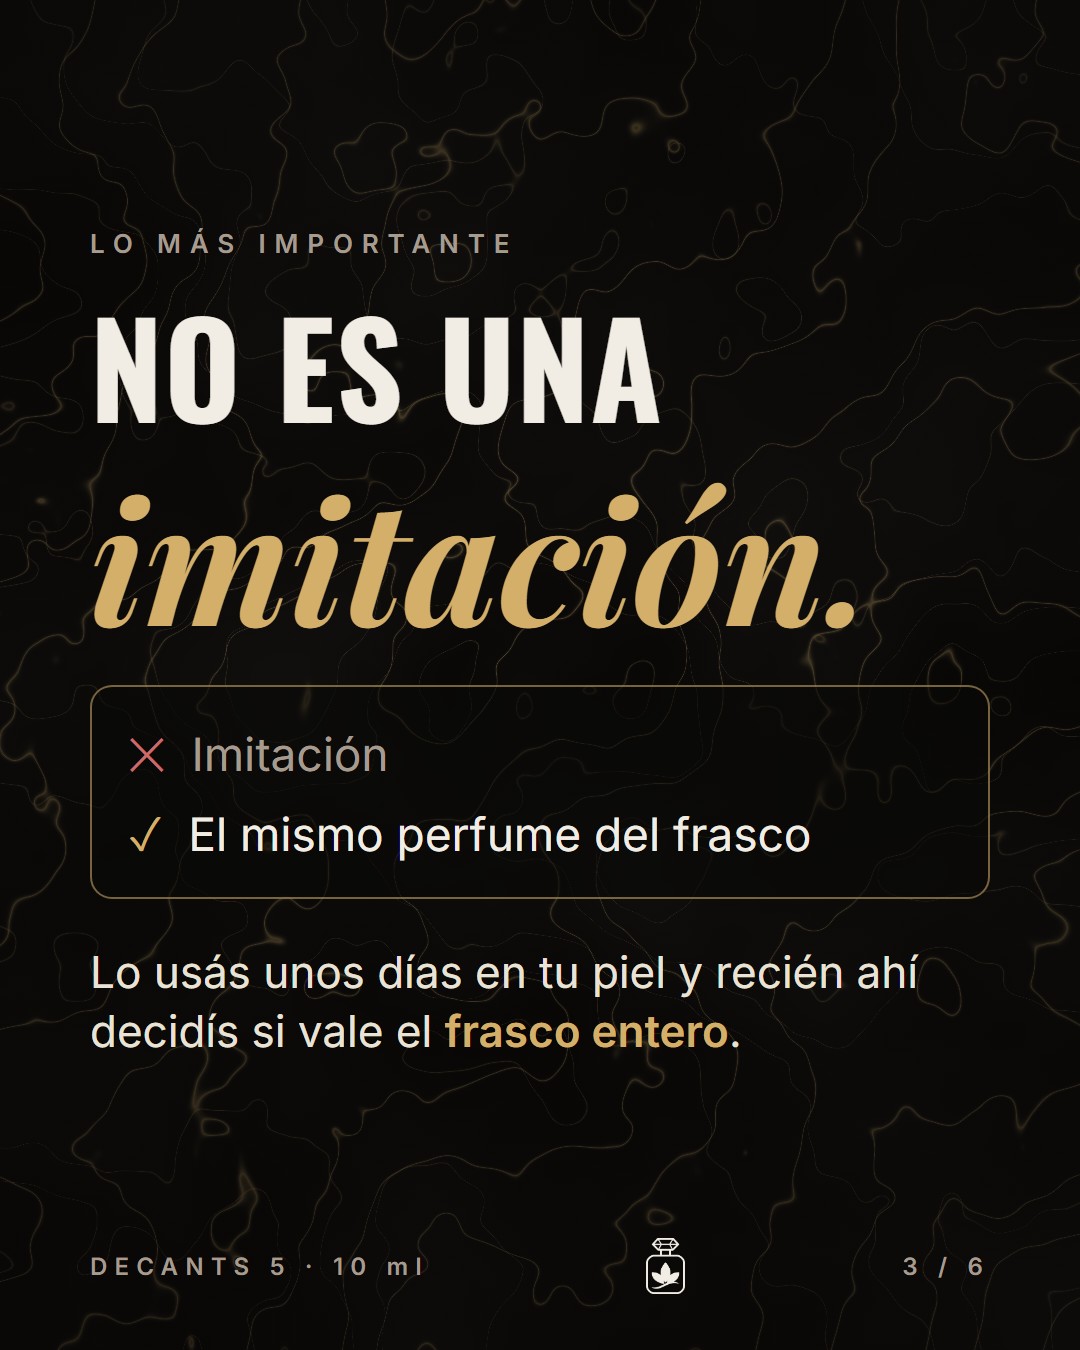 LO MÁS IMPORTANTE
NO ES UNA
imitación.
Imitación
✓ El mismo perfume del frasco
Lo usás unos días en tu piel y recién ahí
decidís si vale el frasco entero.
DECANTS 5 · 10 ml
3 / 6